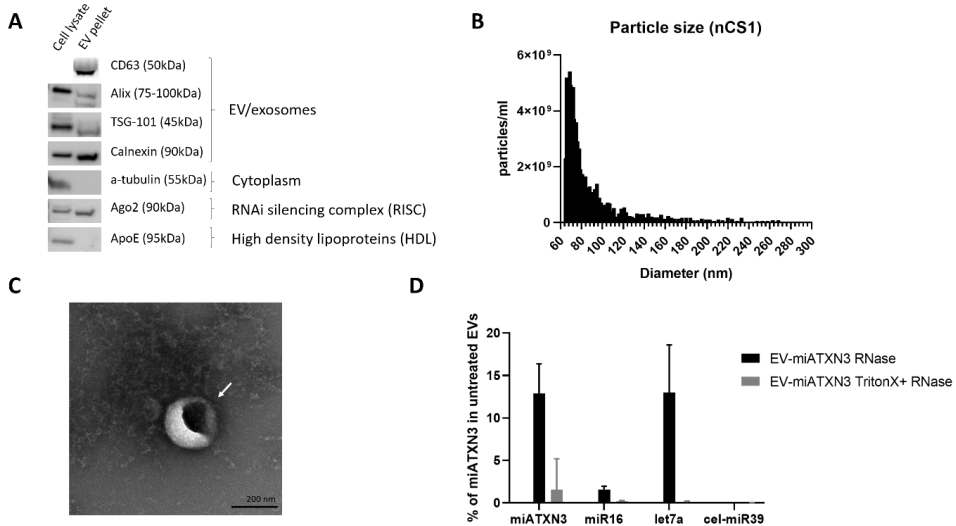 A
Cell lysate
EV pellet
CD63 (50kDa)
Alix (75-100kDa)
TSG-101 (45kDa)
Calnexin (90kDa)
EV/exosomes
a-tubulin (55kDa)
Cytoplasm
Ago2 (90kDa)
RNAi silencing complex (RISC)
ApoE (95kDa)
High density lipoproteins (HDL)
B
Particle size (nCS1)
particles/ml
6×10⁹
4×10⁹
2×10⁹
0
60 80 100 120 140 160 180 200 220 240 260 280 300
Diameter (nm)
C
200 nm
D
% of miATXN3 in untreated EVs
20
15
10
5
0
miATXN3 miR16 let7a cel-miR39
EV-miATXN3 RNase
EV-miATXN3 TritonX+ RNase